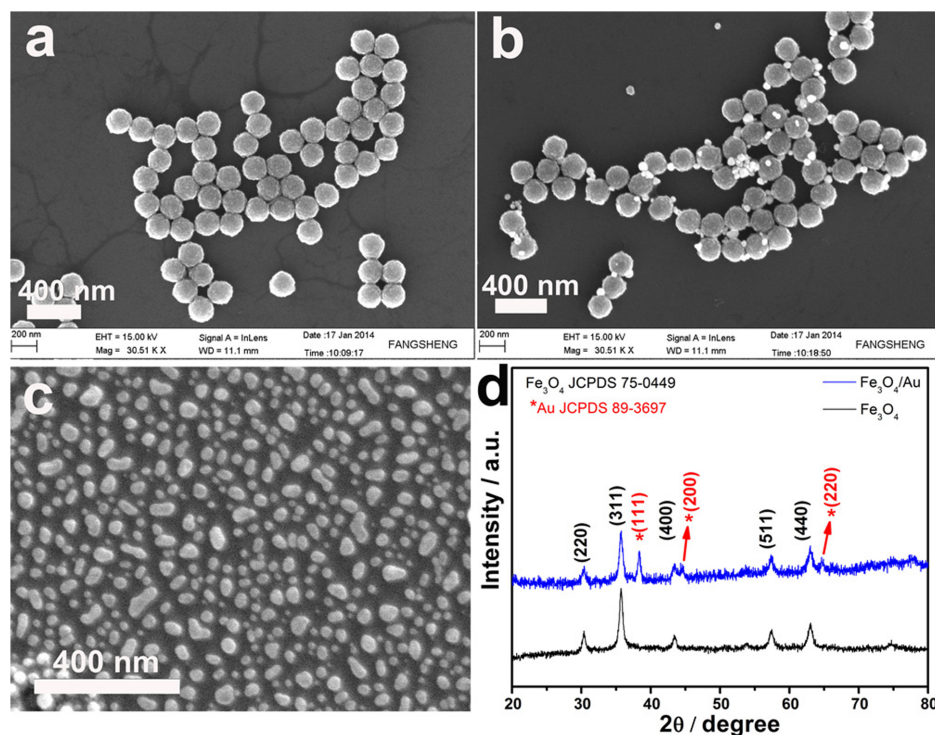 a
400 nm
200 nm
EHT = 15.00 kV
Signal A = InLens
Date :17 Jan 2014
Mag = 30.51 K X
WD = 11.1 mm
Time :10:09:17
FANGSHENG
b
400 nm
200 nm
EHT = 15.00 kV
Signal A = InLens
Date :17 Jan 2014
Mag = 30.51 K X
WD = 11.1 mm
Time :10:18:50
FANGSHENG
c
400 nm
d
Fe₃O₄ JCPDS 75-0449
*Au JCPDS 89-3697
Fe₃O₄/Au
Fe₃O₄
(220)
(311)
*(111)
(400)
*(200)
(511)
(440)
*(220)
Intensity / a.u.
20 30 40 50 60 70 80
2θ / degree